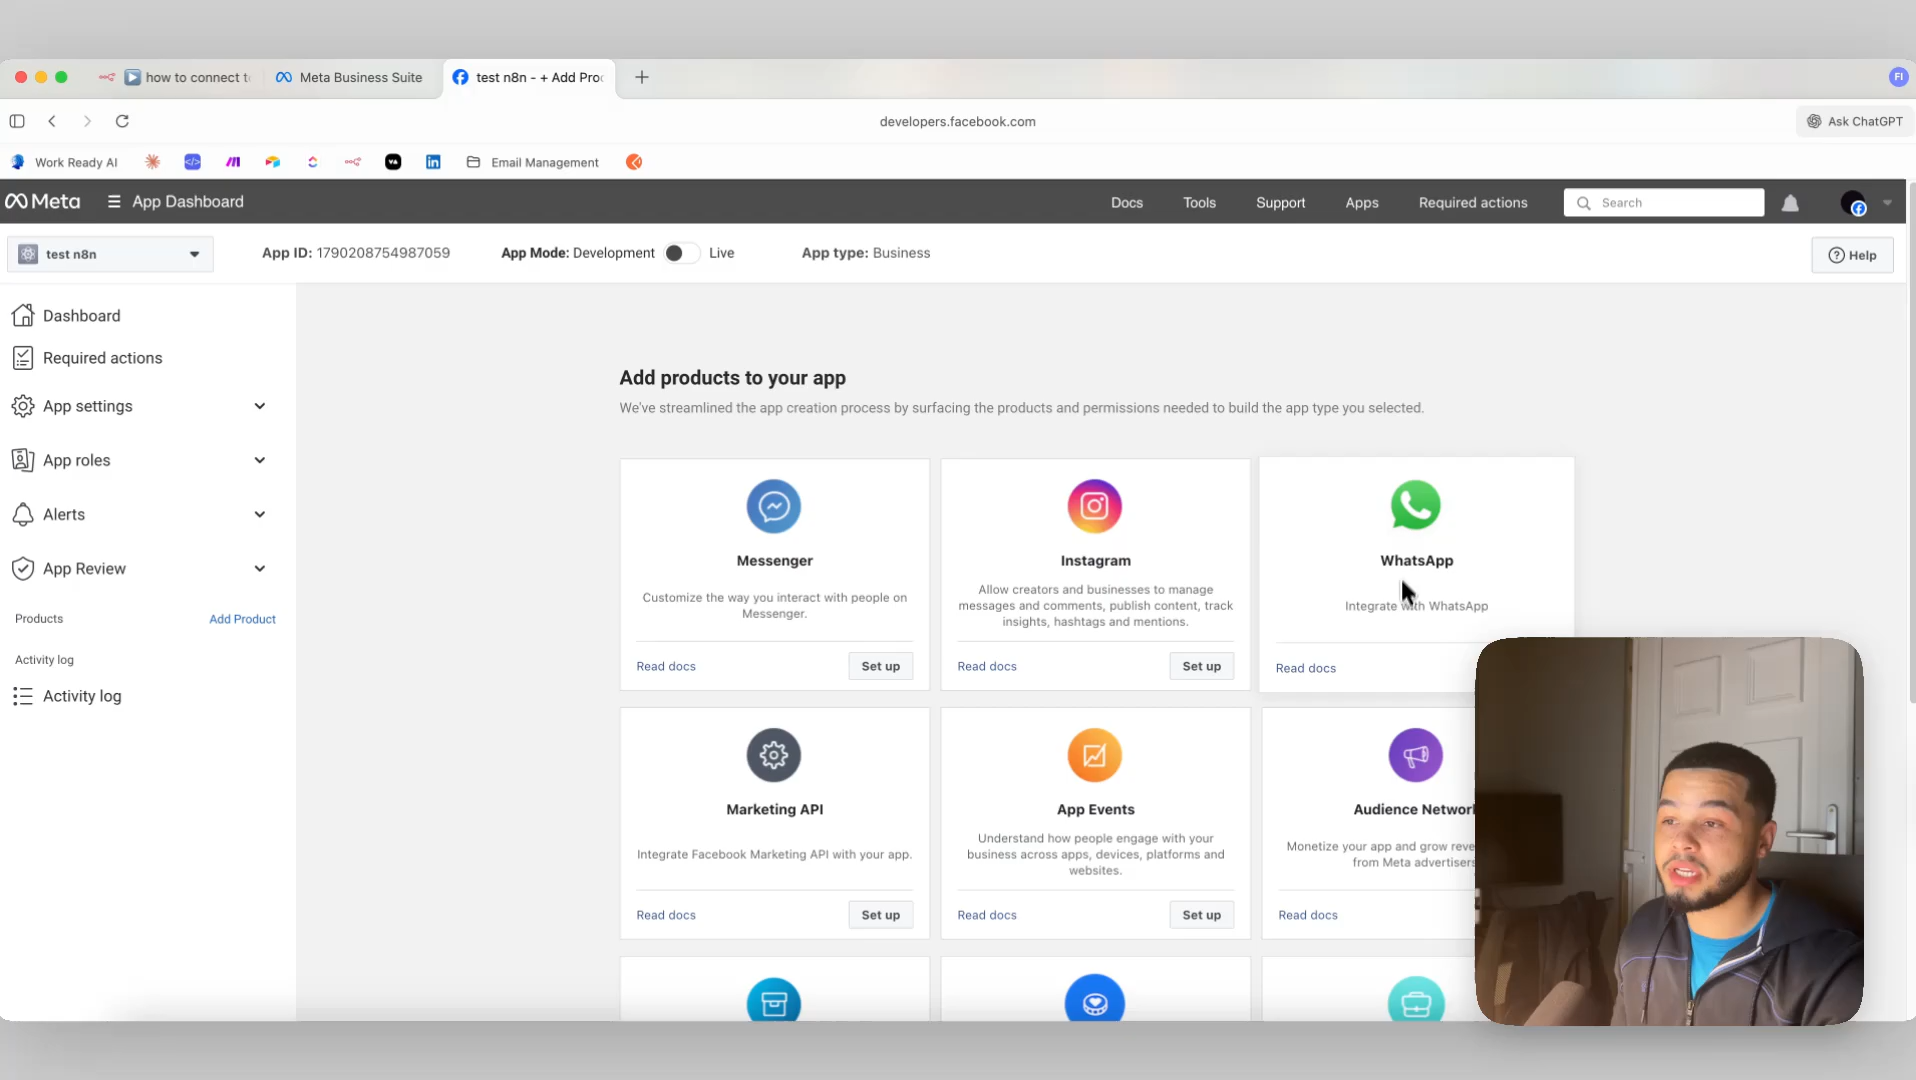 how to connect t
Meta Business Suite
test n8n - + Add Proc
FI
developers.facebook.com
Ask ChatGPT
Work Ready AI
Email Management
Meta
App Dashboard
Docs
Tools
Support
Apps
Required actions
Search
test n8n
App ID: 1790208754987059
App Mode: Development
Live
App type: Business
Help
Dashboard
Required actions
App settings
App roles
Alerts
App Review
Products
Add Product
Activity log
Activity log
Add products to your app
We've streamlined the app creation process by surfacing the products and permissions needed to build the app type you selected.
Messenger
Customize the way you interact with people on
Messenger.
Read docs
Set up
Instagram
Allow creators and businesses to manage
messages and comments, publish content, track
insights, hashtags and mentions.
Read docs
Set up
WhatsApp
Integrate with WhatsApp
Read docs
Marketing API
Integrate Facebook Marketing API with your app.
Read docs
Set up
App Events
Understand how people engage with your
business across apps, devices, platforms and
websites.
Read docs
Set up
Audience Network
Monetize your app and grow reve
from Meta advertisers
Read docs